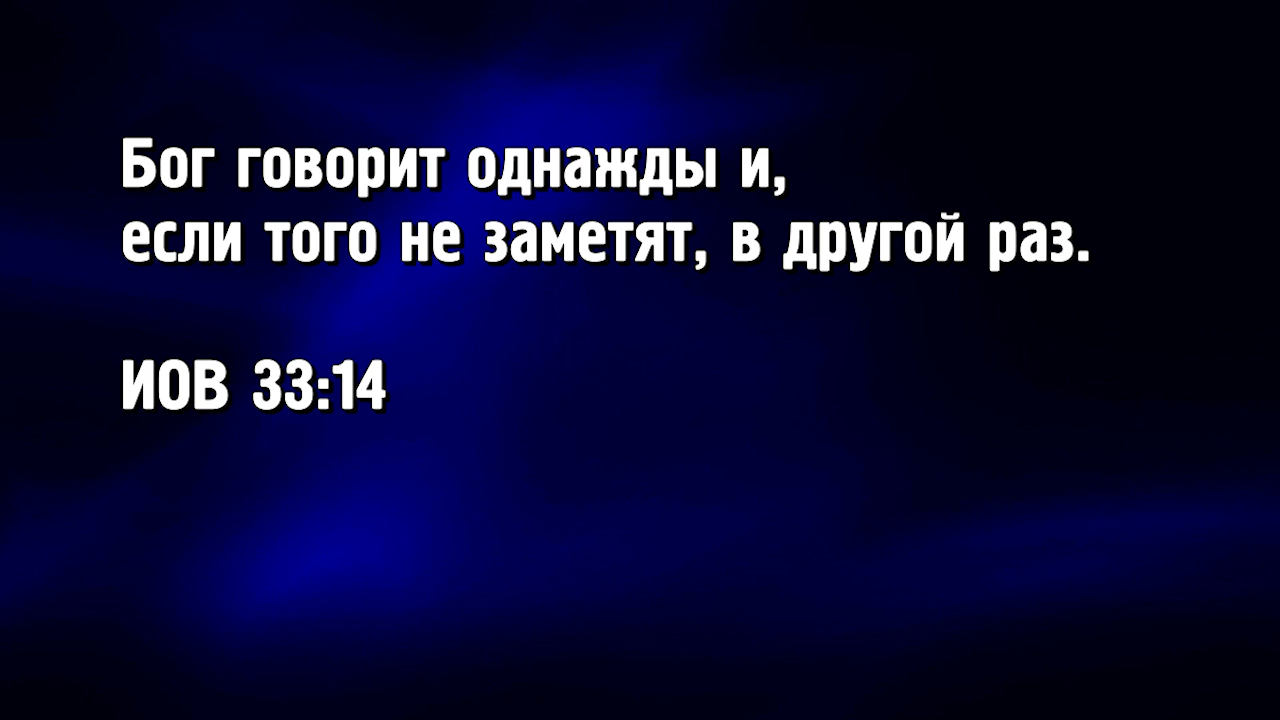 Бог говорит однажды и,
если того не заметят, в другой раз.
ИОВ 33:14